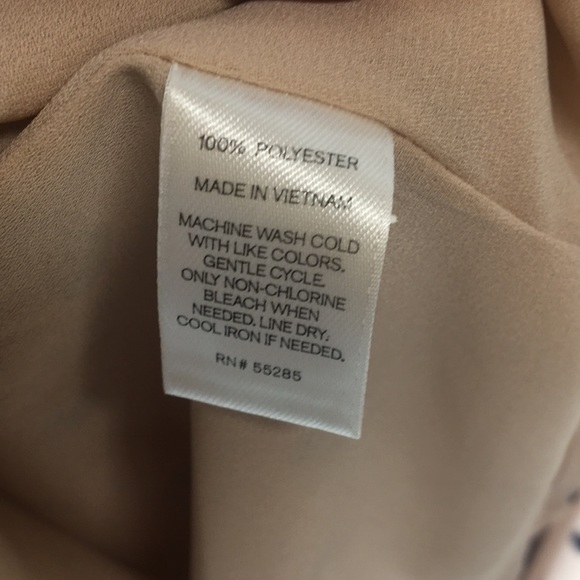 100% POLYESTER
MADE IN VIETNAM
MACHINE WASH COLD
WITH LIKE COLORS.
GENTLE CYCLE.
ONLY NON-CHLORINE
BLEACH WHEN
NEEDED. LINE DRY.
COOL IRON IF NEEDED.
RN# 55285